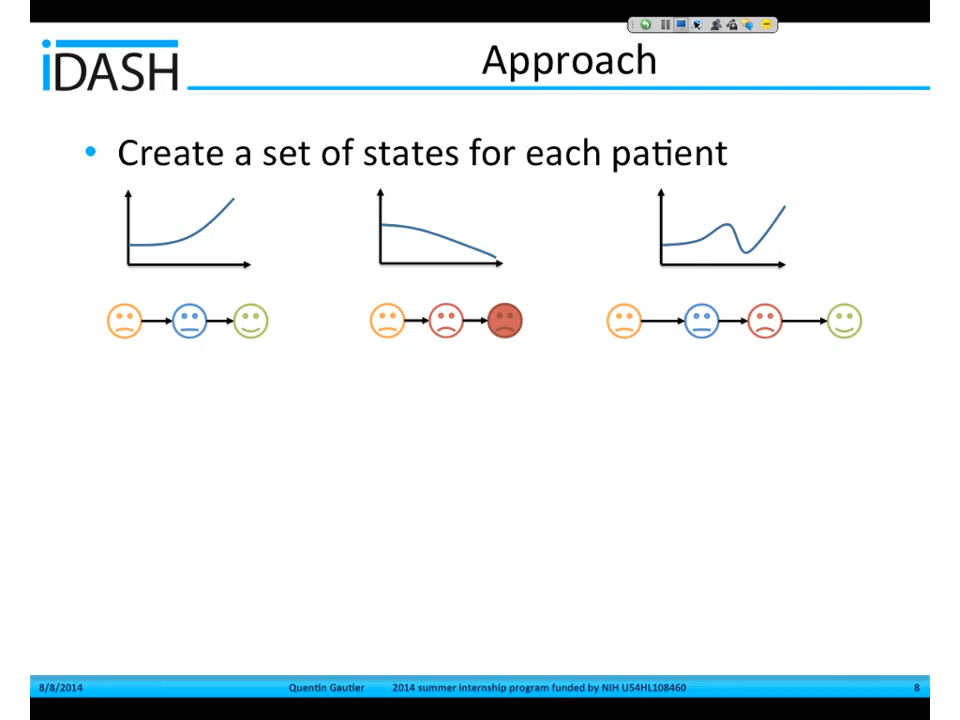 iDASH
Approach
• Create a set of states for each patient
8/8/2014 Quentin Gautier 2014 summer internship program funded by NIH U54HL108460 8